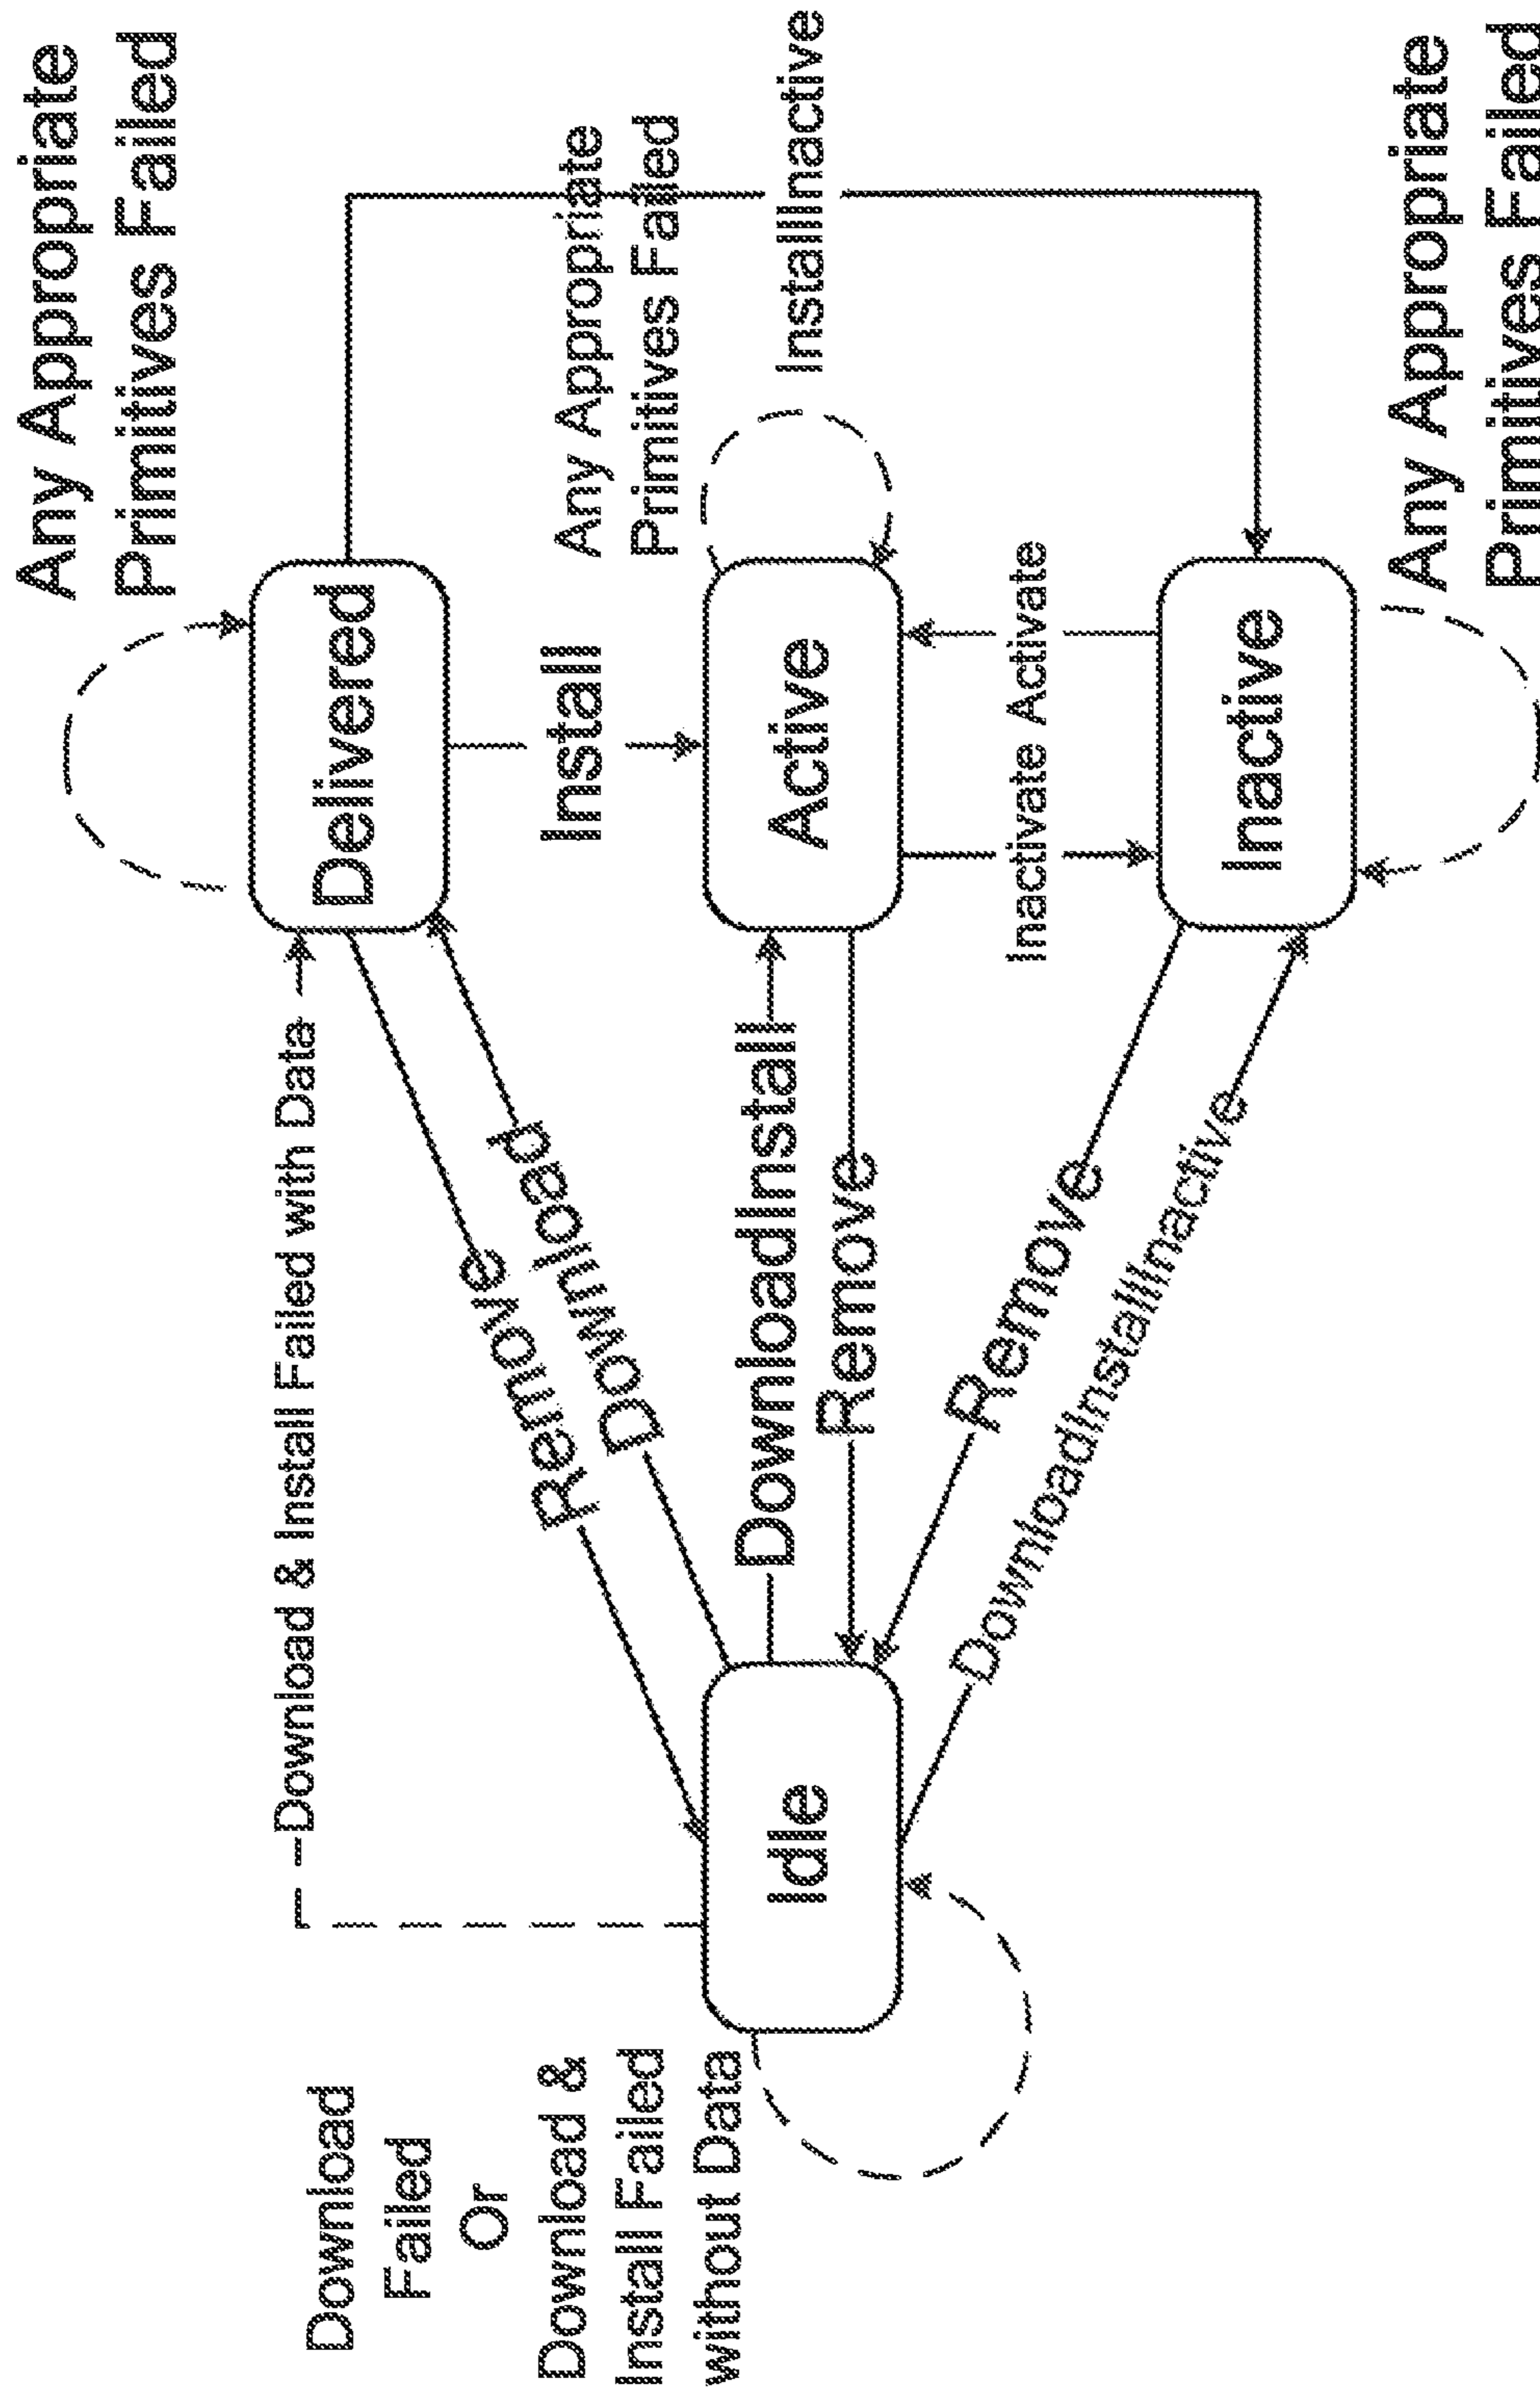 Any Appropriate
Primitives Failed
Delivered
Download & Install Failed with Data
Remove
Download
Install
Any Appropriate
Primitives Failed
InstallInactive
Download
Failed
Or
Download &
Install Failed
without Data
Idle
DownloadInstall
Remove
Active
Inactivate Activate
Remove
DownloadInstallInactive
Inactive
Any Appropriate
Primitives Failed